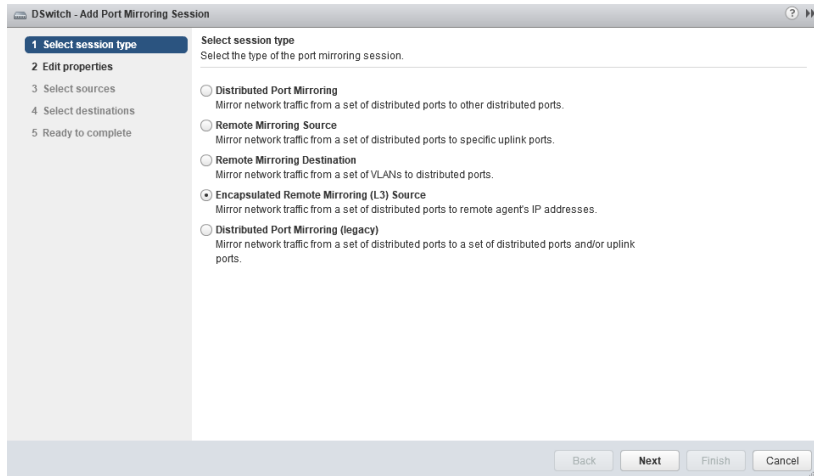 DSwitch - Add Port Mirroring Session
?
1 Select session type
2 Edit properties
3 Select sources
4 Select destinations
5 Ready to complete
Select session type
Select the type of the port mirroring session.
Distributed Port Mirroring
Mirror network traffic from a set of distributed ports to other distributed ports.
Remote Mirroring Source
Mirror network traffic from a set of distributed ports to specific uplink ports.
Remote Mirroring Destination
Mirror network traffic from a set of VLANs to distributed ports.
Encapsulated Remote Mirroring (L3) Source
Mirror network traffic from a set of distributed ports to remote agent's IP addresses.
Distributed Port Mirroring (legacy)
Mirror network traffic from a set of distributed ports to a set of distributed ports and/or uplink
ports.
Back Next Finish Cancel